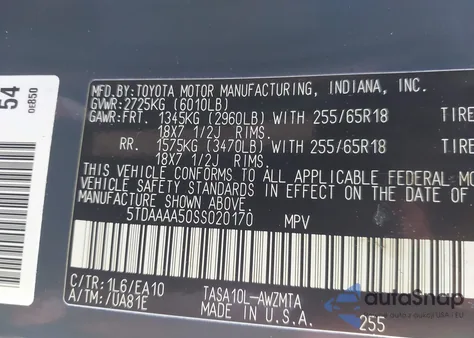 MFD.BY:TOYOTA MOTOR MANUFACTURING, INDIANA, INC.
GVWR:2725KG (6010LB)
GAWR:FRT. 1345KG (2960LB) WITH 255/65R18 TIRE
18X7 1/2J RIMS.
RR. 1575KG (3470LB) WITH 255/65R18 TIRE
18X7 1/2J RIMS.
THIS VEHICLE CONFORMS TO ALL APPLICABLE FEDERAL MOTOR
VEHICLE SAFETY STANDARDS IN EFFECT ON THE DATE
MANUFACTURE SHOWN ABOVE.
5TDAAAA50SS020170 MPV
C/TR:1L6/EA10 TASA10L-AWZMTA
A/TM:/UA81E MADE IN U.S.A. 255
54
0E850
autoSnap